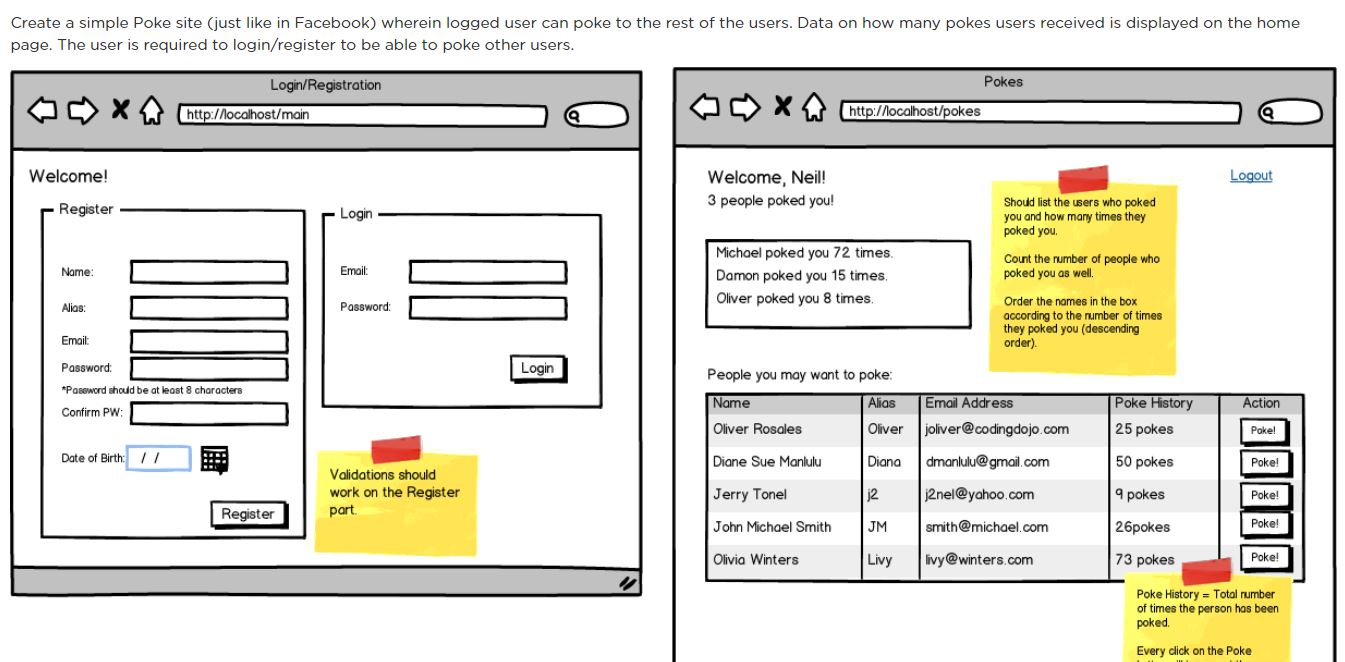 Create a simple Poke site (just like in Facebook) wherein logged user can poke to the rest of the users. Data on how many pokes users received is displayed on the home
page. The user is required to login/register to be able to poke other users.
Login/Registration
http://localhost/main
Welcome!
Register
Name:
Alias:
Email:
Password:
*Password should be at least 8 characters
Confirm PW:
Date of Birth: / /
Register
Login
Email:
Password:
Login
Validations should
work on the Register
part.
Pokes
http://localhost/pokes
Welcome, Neil!
Logout
3 people poked you!
Michael poked you 72 times.
Damon poked you 15 times.
Oliver poked you 8 times.
Should list the users who poked
you and how many times they
poked you.
Count the number of people who
poked you as well.
Order the names in the box
according to the number of times
they poked you (descending
order).
People you may want to poke:
Name Alias Email Address Poke History Action
Oliver Rosales Oliver joliver@codingdojo.com 25 pokes Poke!
Diane Sue Manlulu Diana dmanlulu@gmail.com 50 pokes Poke!
Jerry Tonel j2 j2nel@yahoo.com 9 pokes Poke!
John Michael Smith JM smith@michael.com 26pokes Poke!
Olivia Winters Livy livy@winters.com 73 pokes Poke!
Poke History = Total number
of times the person has been
poked.
Every click on the Poke